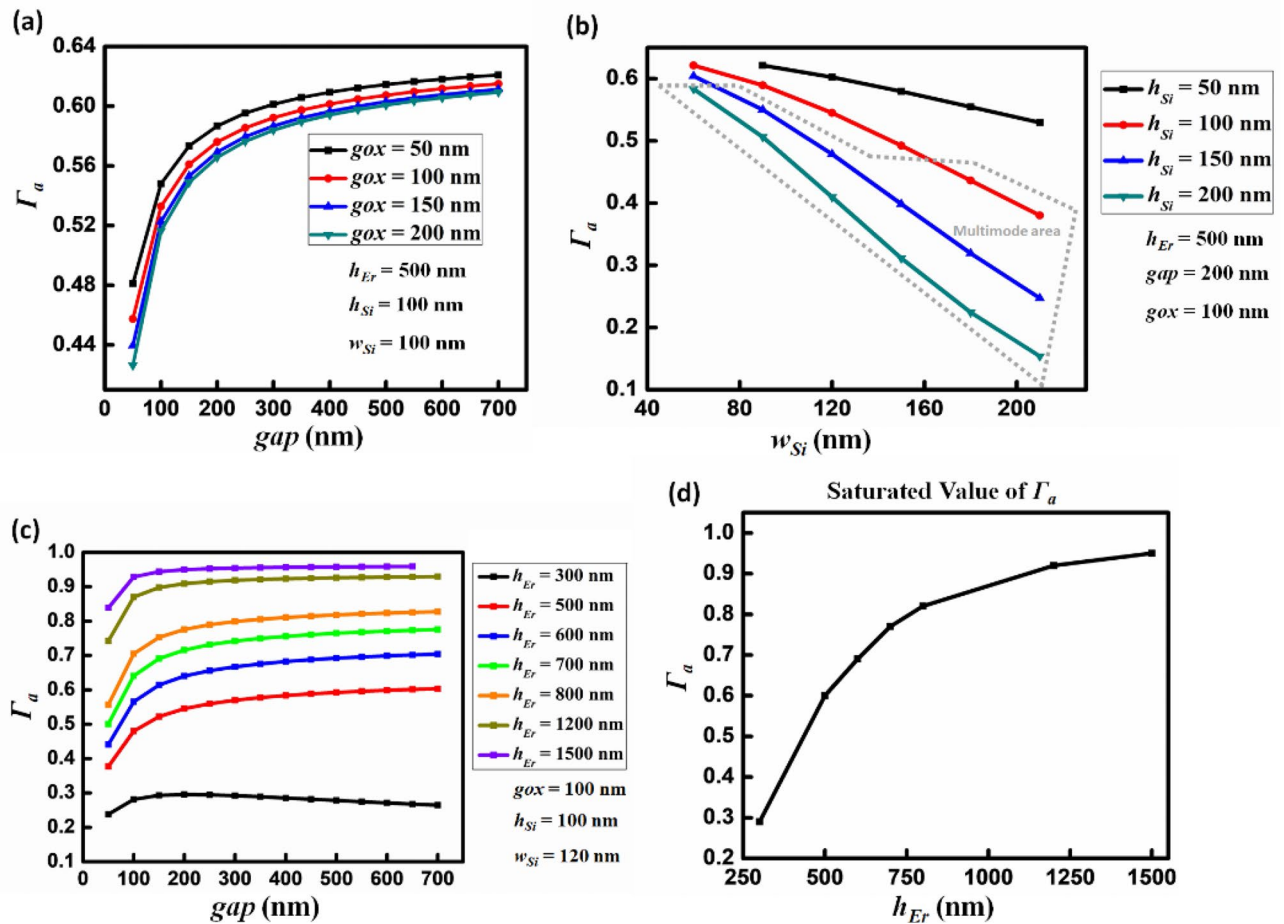 (a)
0.64
0.60
0.56
0.52
0.48
0.44
Γa
gox = 50 nm
gox = 100 nm
gox = 150 nm
gox = 200 nm
hEr = 500 nm
hSi = 100 nm
wSi = 100 nm
0 100 200 300 400 500 600 700
gap (nm)
(b)
0.6
0.5
0.4
0.3
0.2
0.1
Γa
Multimode area
40 80 120 160 200
wSi (nm)
hSi = 50 nm
hSi = 100 nm
hSi = 150 nm
hSi = 200 nm
hEr = 500 nm
gap = 200 nm
gox = 100 nm
(c)
1.0
0.9
0.8
0.7
0.6
0.5
0.4
0.3
0.2
0.1
Γa
0 100 200 300 400 500 600 700
gap (nm)
hEr = 300 nm
hEr = 500 nm
hEr = 600 nm
hEr = 700 nm
hEr = 800 nm
hEr = 1200 nm
hEr = 1500 nm
gox = 100 nm
hSi = 100 nm
wSi = 120 nm
(d)
Saturated Value of Γa
1.0
0.9
0.8
0.7
0.6
0.5
0.4
0.3
0.2
Γa
250 500 750 1000 1250 1500
hEr (nm)